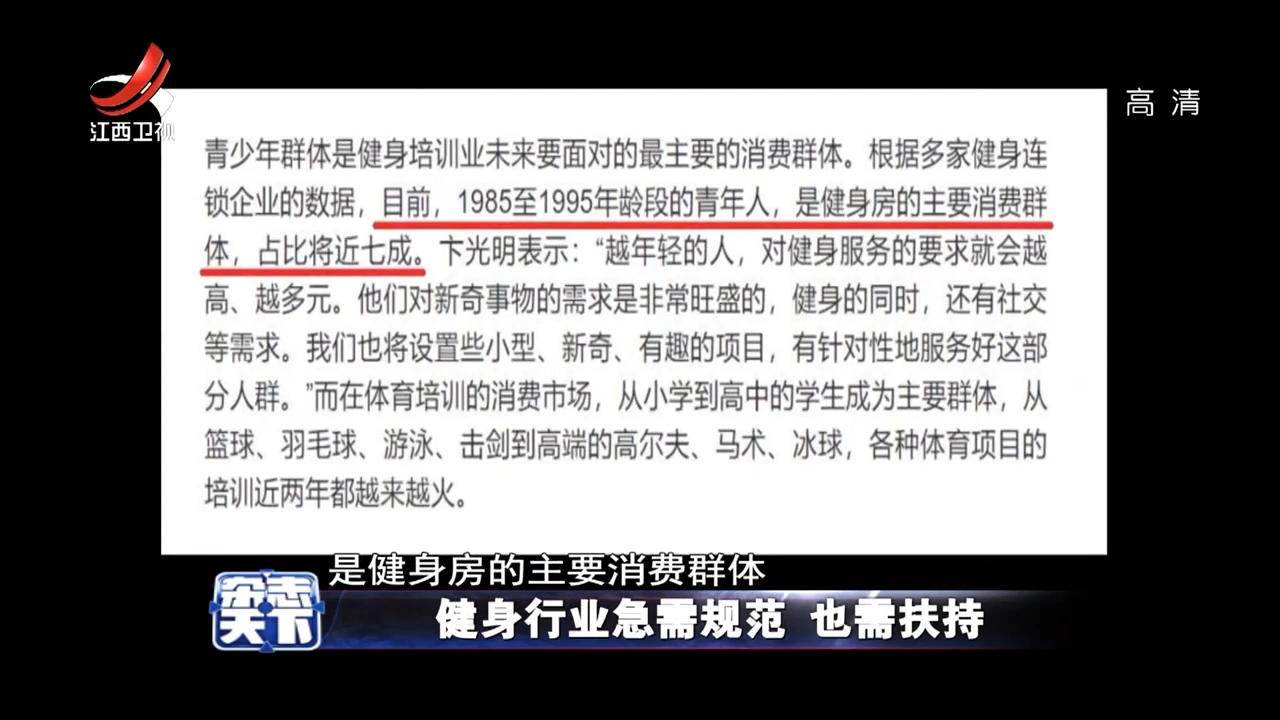 江西卫视
高清
青少年群体是健身培训业未来要面对的最主要的消费群体。根据多家健身连
锁企业的数据，目前，1985至1995年龄段的青年人，是健身房的主要消费群
体，占比将近七成。卞光明表示：“越年轻的人，对健身服务的要求就会越
高、越多元。他们对新奇事物的需求是非常旺盛的，健身的同时，还有社交
等需求。我们也将设置些小型、新奇、有趣的项目，有针对性地服务好这部
分人群。”而在体育培训的消费市场，从小学到高中的学生成为主要群体，从
篮球、羽毛球、游泳、击剑到高端的高尔夫、马术、冰球，各种体育项目的
培训近两年都越来越火。
是健身房的主要消费群体
杂志
天下
健身行业急需规范 也需扶持